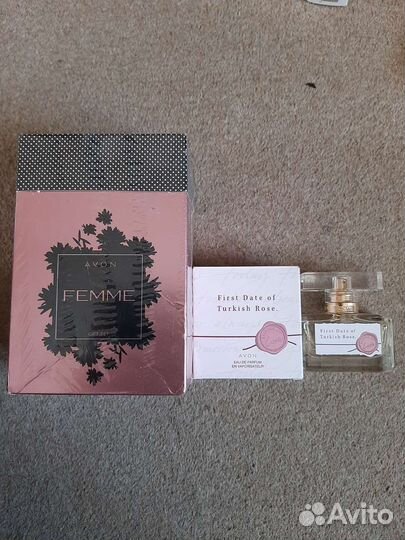 AVON
FEMME
First Date of
Turkish Rose.
AVON
EAU DE PARFUM
EN VAPORISATEUR
First Date of
Turkish Rose.
Avito